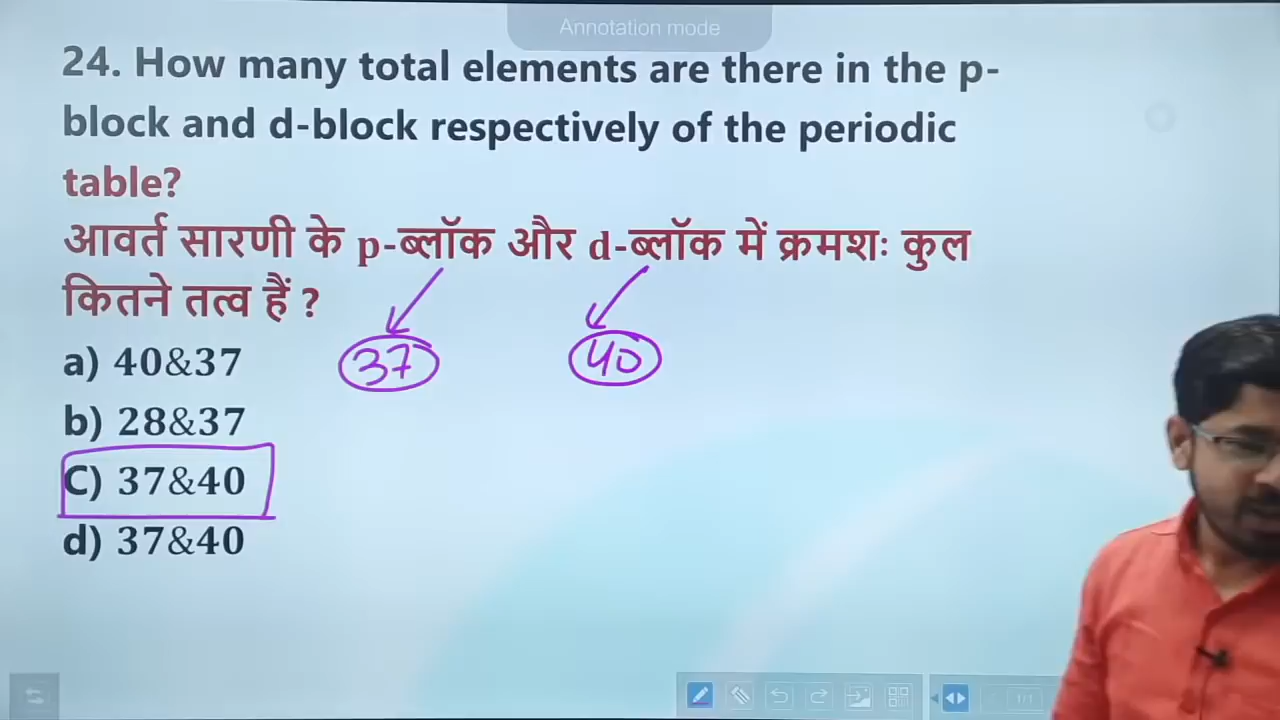 Annotation mode
24. How many total elements are there in the p-
block and d-block respectively of the periodic
table?
आवर्त सारणी के p-ब्लॉक और d-ब्लॉक में क्रमशः कुल
कितने तत्व हैं ?
37 40
a) 40&37
b) 28&37
C) 37&40
d) 37&40